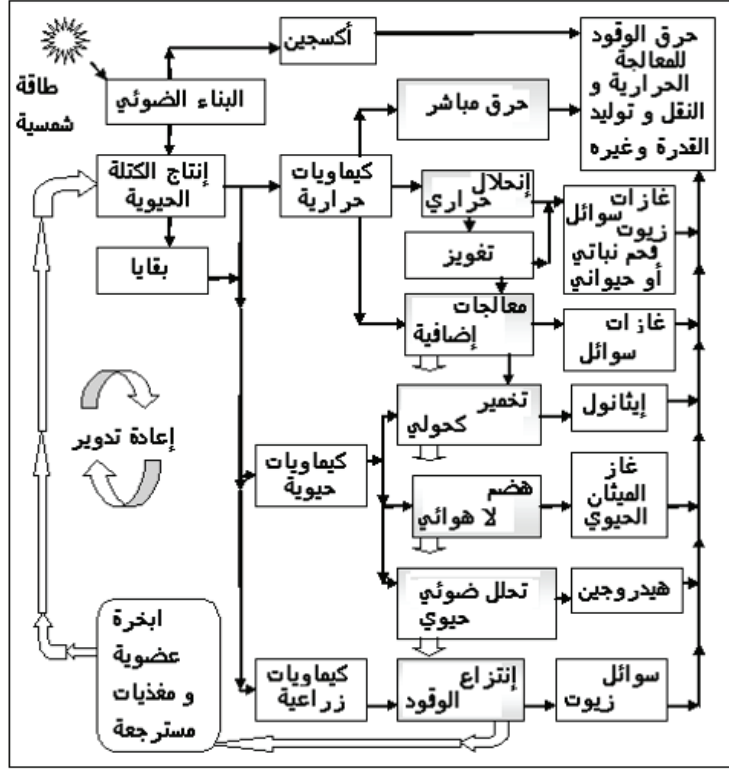 أكسجين
حرق الوقود
للمعالجة
الحرارية و
النقل و توليد
القدرة وغيره
طاقة
شمسية
البناء الضوئي
حرق مباشر
إنتاج الكتلة
الحيوية
كيماويات
حرارية
إنحلال
حراري
غازات
سوائل
زيوت
فحم نباتي
أو حيواني
تغويز
بقايا
معالجات
إضافية
غازات
سوائل
تخمير
كحولي
إيثانول
إعادة تدوير
كيماويات
حيوية
هضم
لا هوائي
غاز
الميثان
الحيوي
تحلل ضوئي
حيوي
هيدروجين
ابخرة
عضوية
و مغذيات
مسترجعة
كيماويات
زراعية
إنتزاع
الوقود
سوائل
زيوت